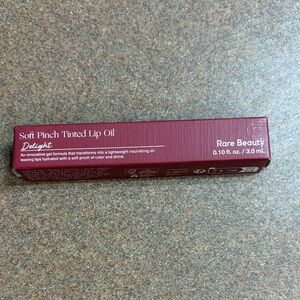 Soft Pinch Tinted Lip Oil
Delight
An innovative gel formula that transforms into a lightweight nourishing oil,
leaving lips hydrated with a soft pinch of color and shine.
Rare Beauty
0.10 fl. oz. / 3.0 mL